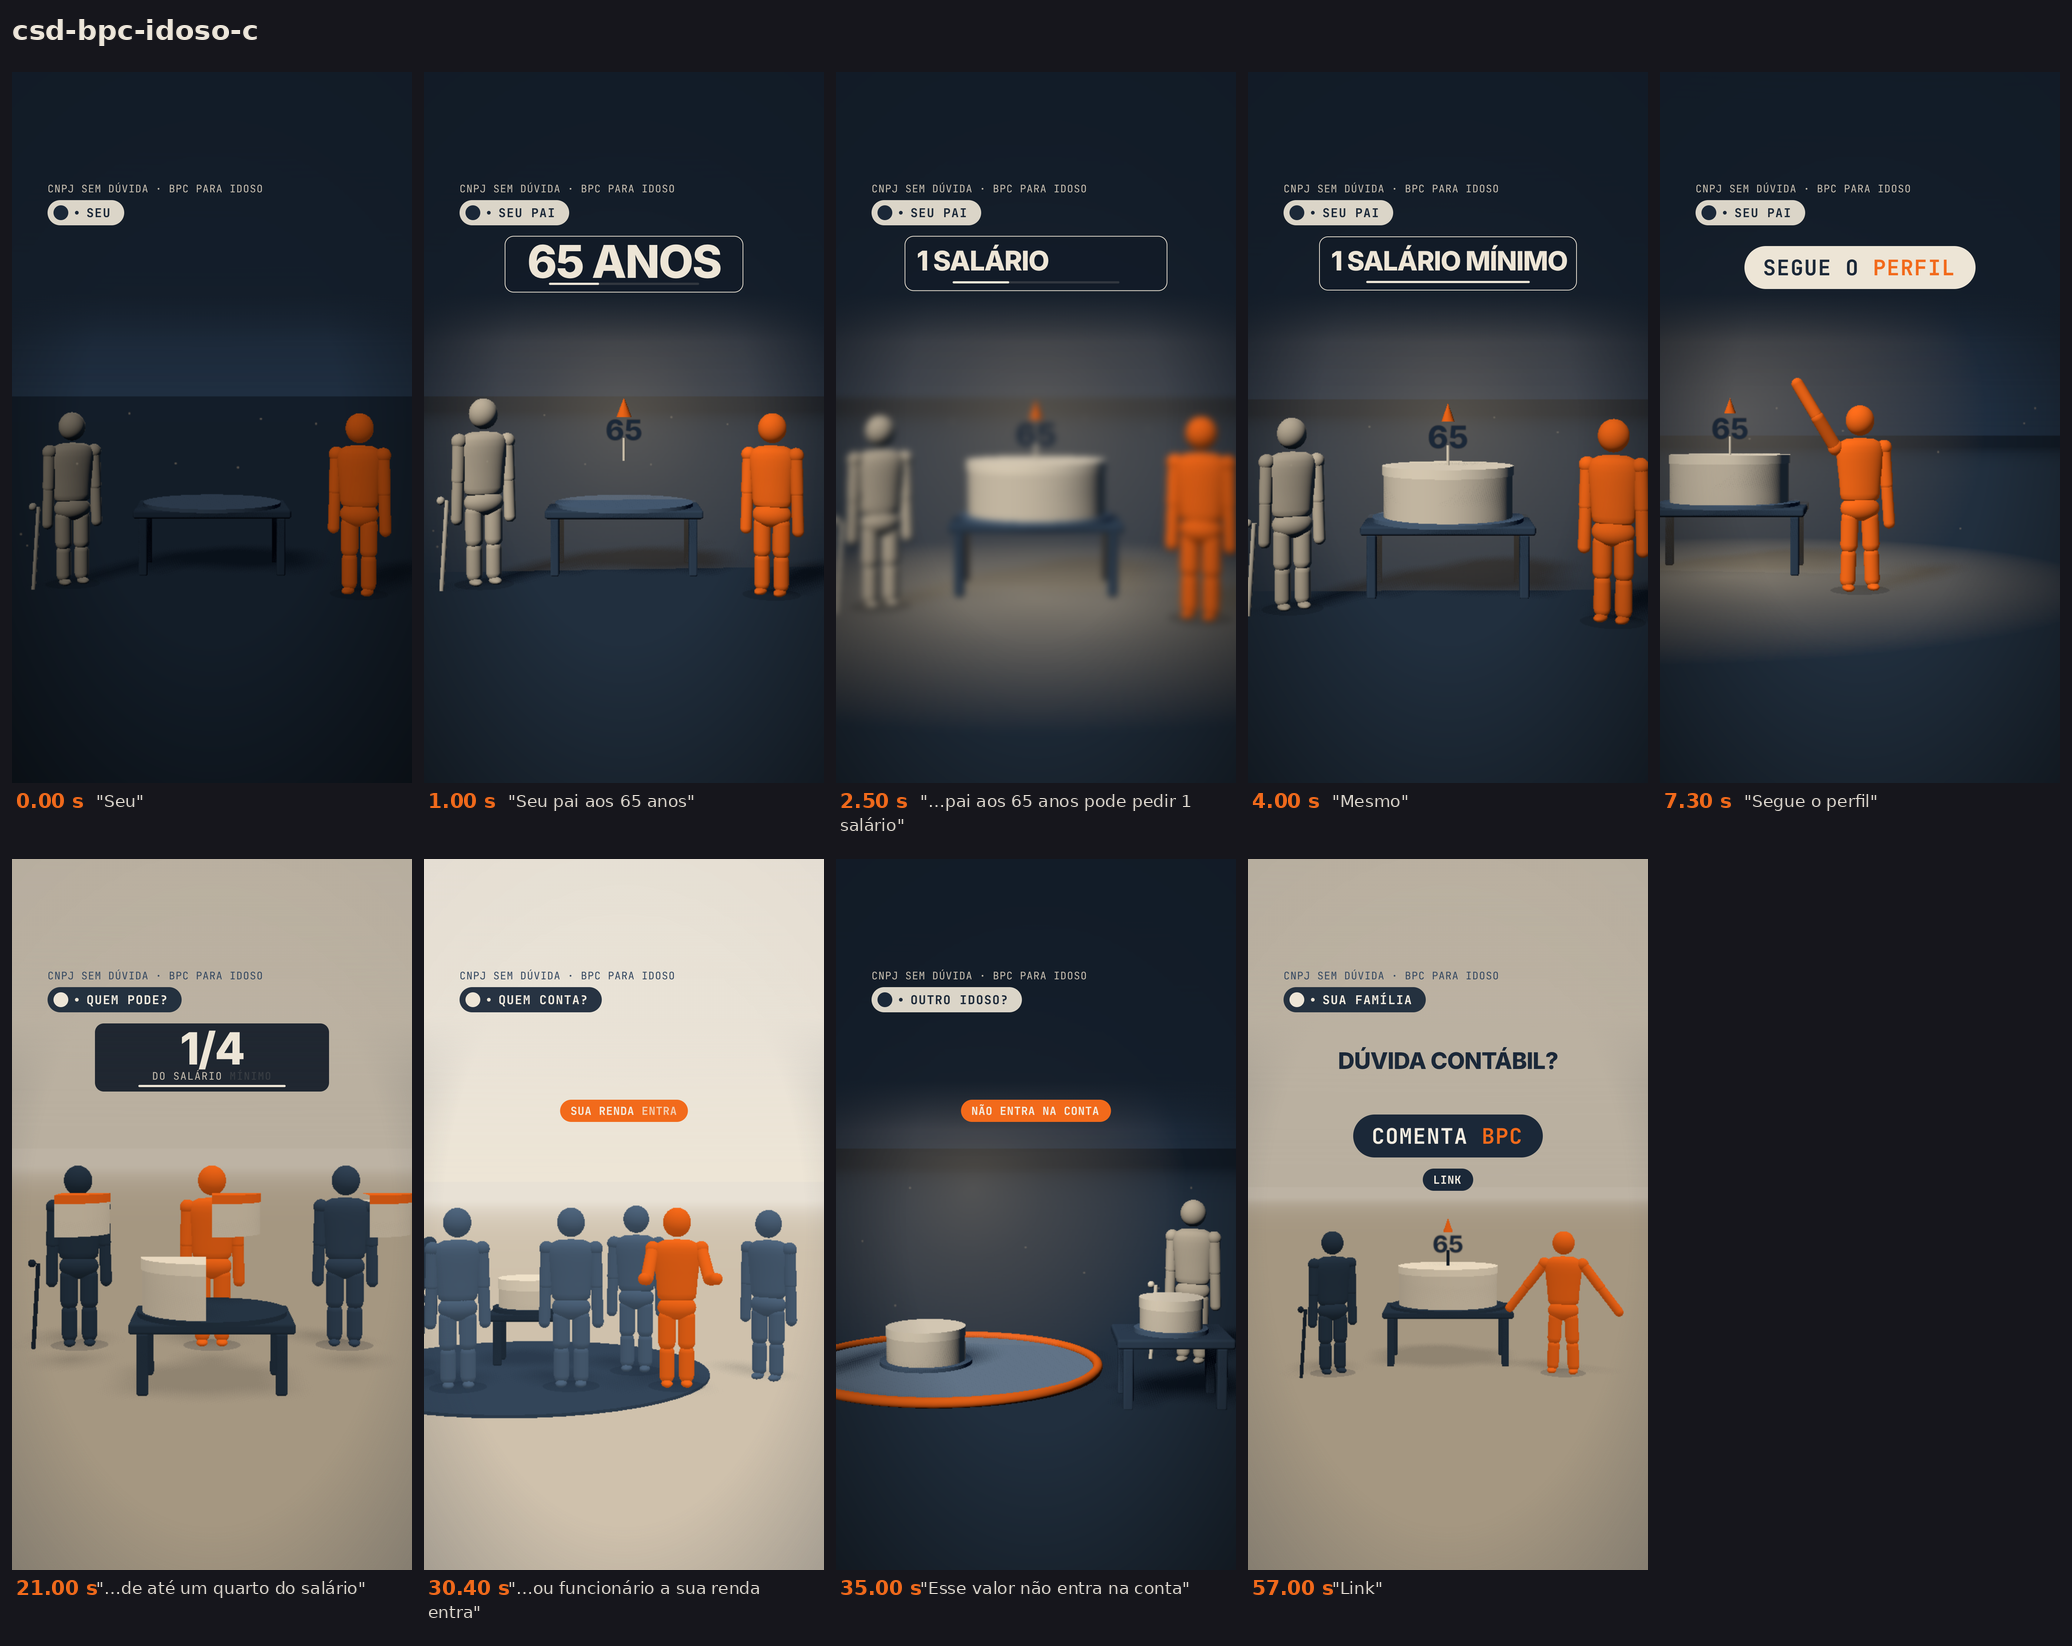 csd-bpc-idoso-c
CNPJ SEM DÚVIDA · BPC PARA IDOSO
• SEU
0.00 s "Seu"
CNPJ SEM DÚVIDA · BPC PARA IDOSO
• SEU PAI
65 ANOS
65
1.00 s "Seu pai aos 65 anos"
CNPJ SEM DÚVIDA · BPC PARA IDOSO
• SEU PAI
1 SALÁRIO
65
2.50 s "...pai aos 65 anos pode pedir 1
salário"
CNPJ SEM DÚVIDA · BPC PARA IDOSO
• SEU PAI
1 SALÁRIO MÍNIMO
65
4.00 s "Mesmo"
CNPJ SEM DÚVIDA · BPC PARA IDOSO
• SEU PAI
SEGUE O PERFIL
65
7.30 s "Segue o perfil"
CNPJ SEM DÚVIDA · BPC PARA IDOSO
• QUEM PODE?
1/4
DO SALÁRIO MÍNIMO
21.00 s "...de até um quarto do salário"
CNPJ SEM DÚVIDA · BPC PARA IDOSO
• QUEM CONTA?
SUA RENDA ENTRA
30.40 s "...ou funcionário a sua renda
entra"
CNPJ SEM DÚVIDA · BPC PARA IDOSO
• OUTRO IDOSO?
NÃO ENTRA NA CONTA
35.00 s "Esse valor não entra na conta"
CNPJ SEM DÚVIDA · BPC PARA IDOSO
• SUA FAMÍLIA
DÚVIDA CONTÁBIL?
COMENTA BPC
LINK
65
57.00 s "Link"